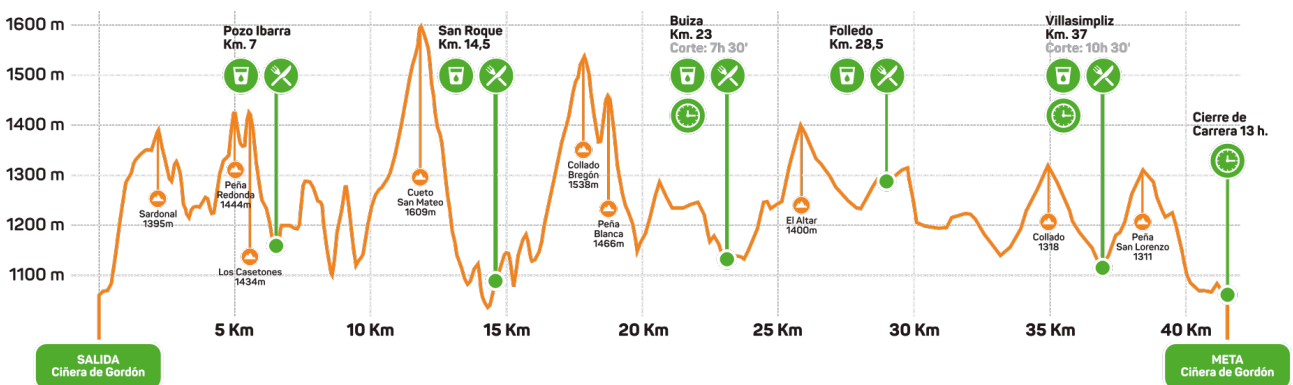 1600 m
1500 m
1400 m
1300 m
1200 m
1100 m
Pozo Ibarra
Km. 7
San Roque
Km. 14,5
Buiza
Km. 23
Corte: 7h 30'
Folledo
Km. 28,5
Villasimpliz
Km. 37
Corte: 10h 30'
Cierre de
Carrera 13 h.
Sardonal
1395m
Peña
Redonda
1444m
Los Casetones
1434m
Cueto
San Mateo
1609m
Collado
Bregón
1538m
Peña
Blanca
1466m
El Altar
1400m
Collado
1318
Peña
San Lorenzo
1311
5 Km
10 Km
15 Km
20 Km
25 Km
30 Km
35 Km
40 Km
SALIDA
Ciñera de Gordón
META
Ciñera de Gordón